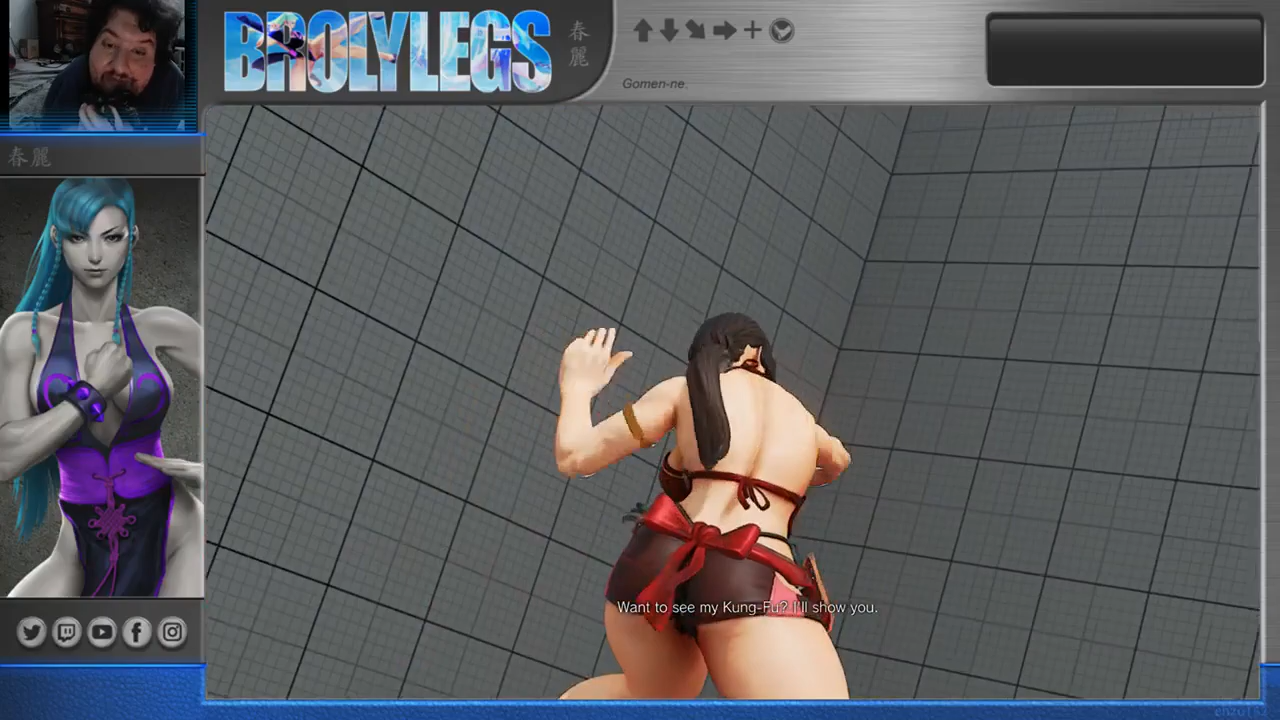 BROLYLEGS
春
麗
Gomen-ne.
春麗
Want to see my Kung-Fu? I'll show you.